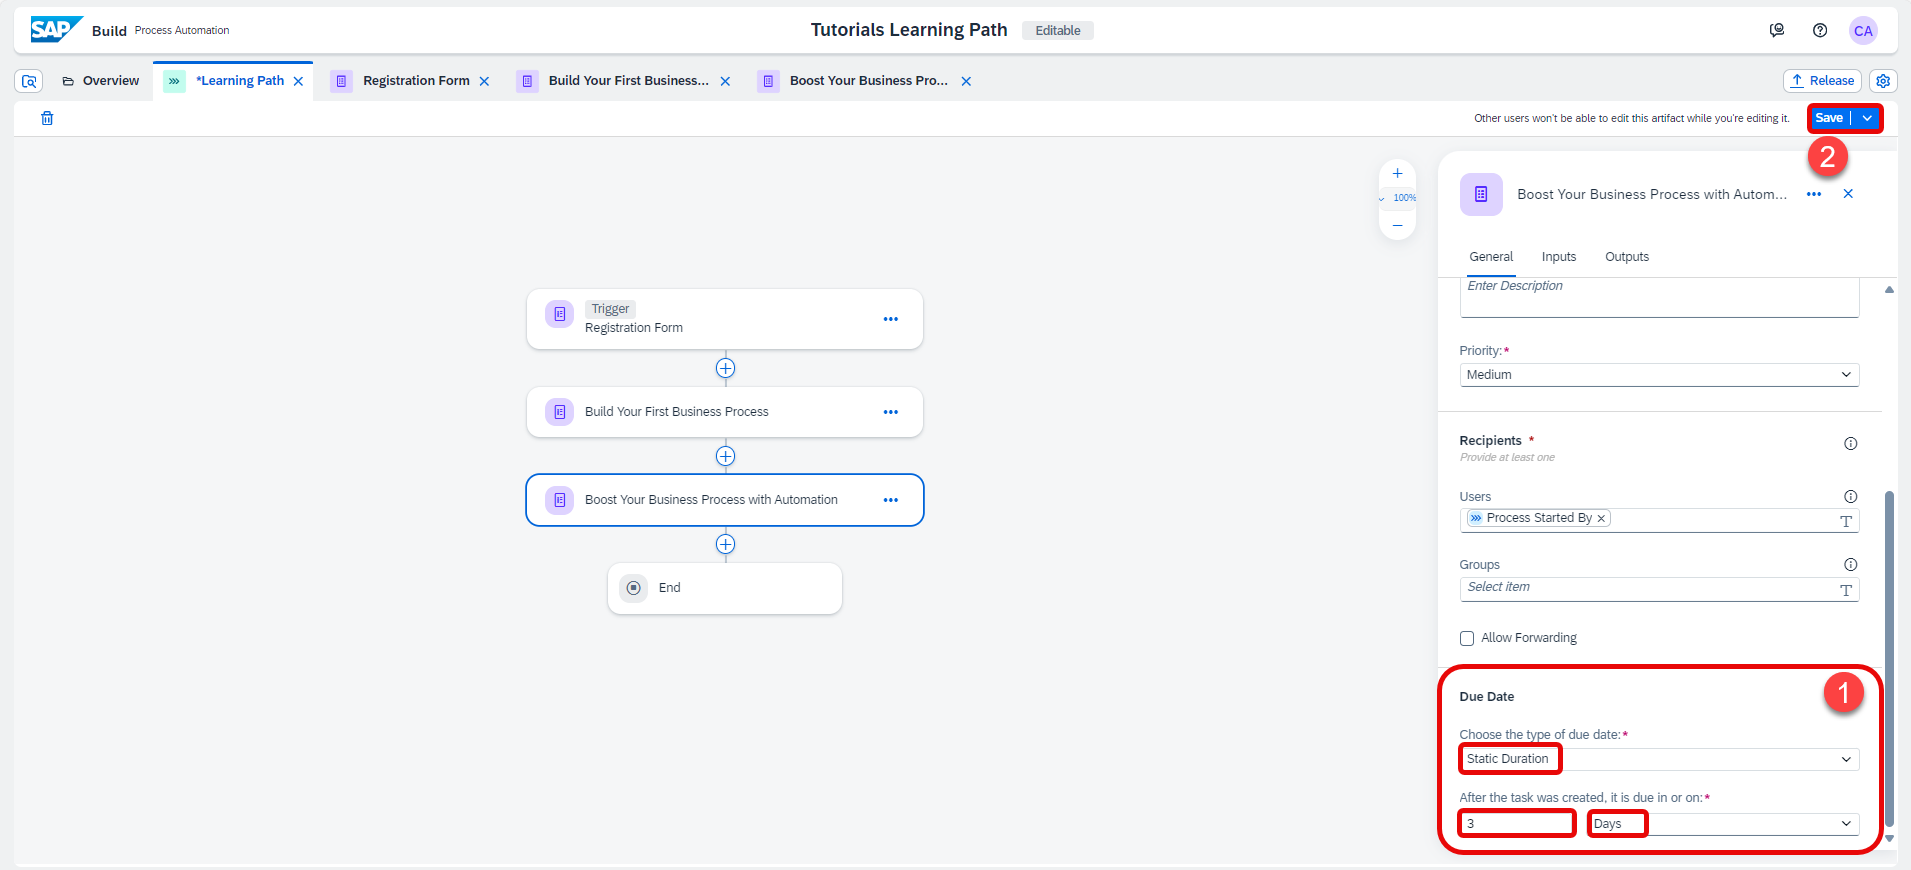 SAP Build Process Automation
Tutorials Learning Path Editable
CA
Overview
*Learning Path
Registration Form
Build Your First Business...
Boost Your Business Pro...
Release
Other users won't be able to edit this artifact while you're editing it.
Save
2
100%
Boost Your Business Process with Autom...
General Inputs Outputs
Enter Description
Priority:*
Medium
Recipients *
Provide at least one
Users
Process Started By
T
Groups
Select item
T
Allow Forwarding
Due Date
1
Choose the type of due date:*
Static Duration
After the task was created, it is due in or on:*
3 Days
Trigger
Registration Form
Build Your First Business Process
Boost Your Business Process with Automation
End